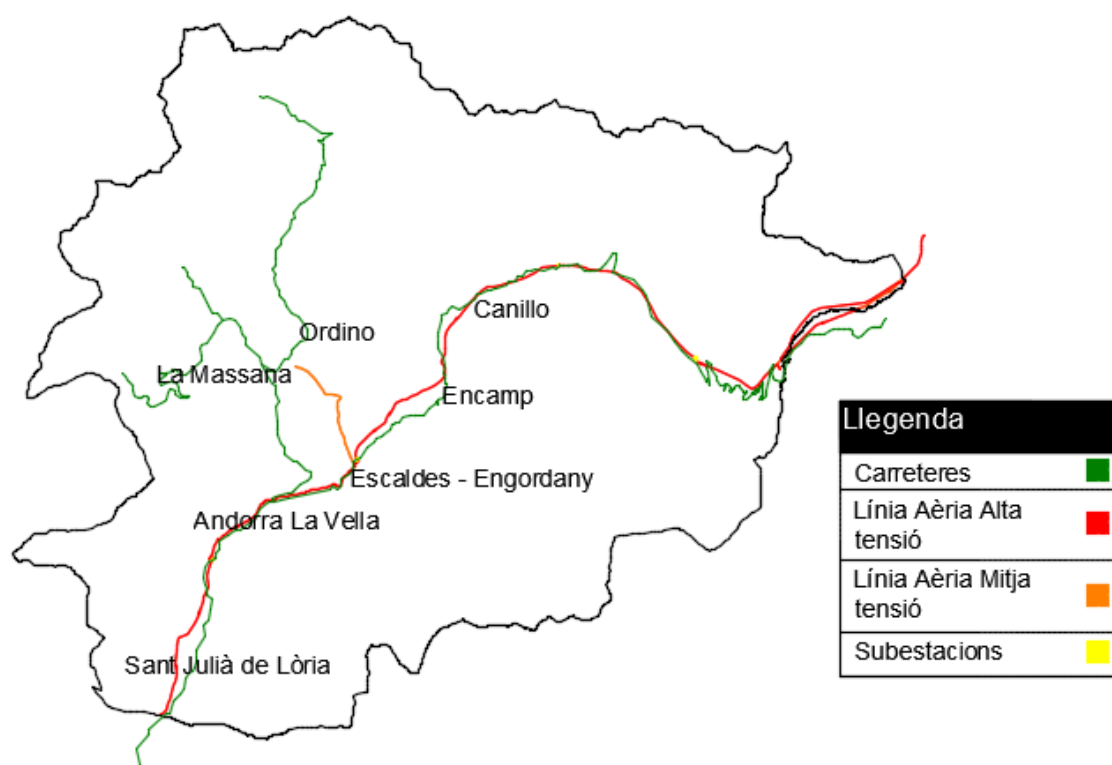 Canillo
Ordino
La Massana
Encamp
Escaldes - Engordany
Andorra La Vella
Sant Julià de Lòria
Llegenda
Carreteres
Línia Aèria Alta
tensió
Línia Aèria Mitja
tensió
Subestacions